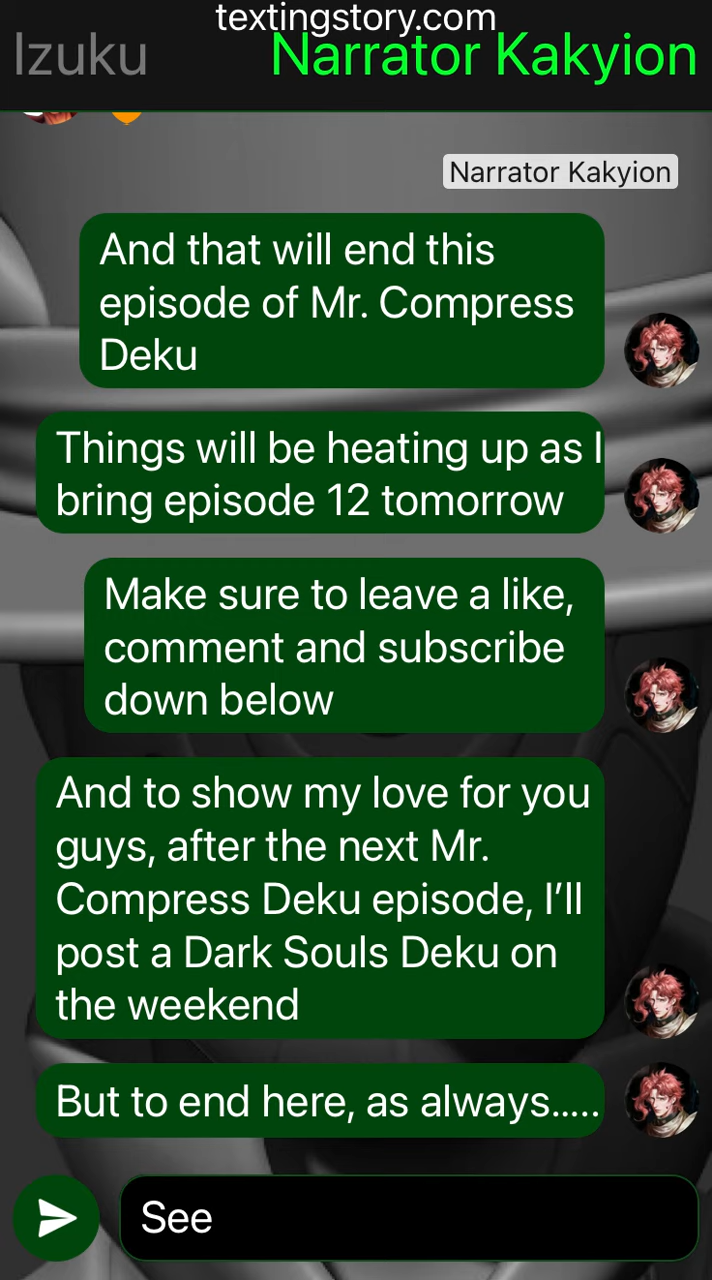 textingstory.com
Izuku
Narrator Kakyion
Narrator Kakyion
And that will end this
episode of Mr. Compress
Deku
Things will be heating up as I
bring episode 12 tomorrow
Make sure to leave a like,
comment and subscribe
down below
And to show my love for you
guys, after the next Mr.
Compress Deku episode, I’ll
post a Dark Souls Deku on
the weekend
But to end here, as always.....
See